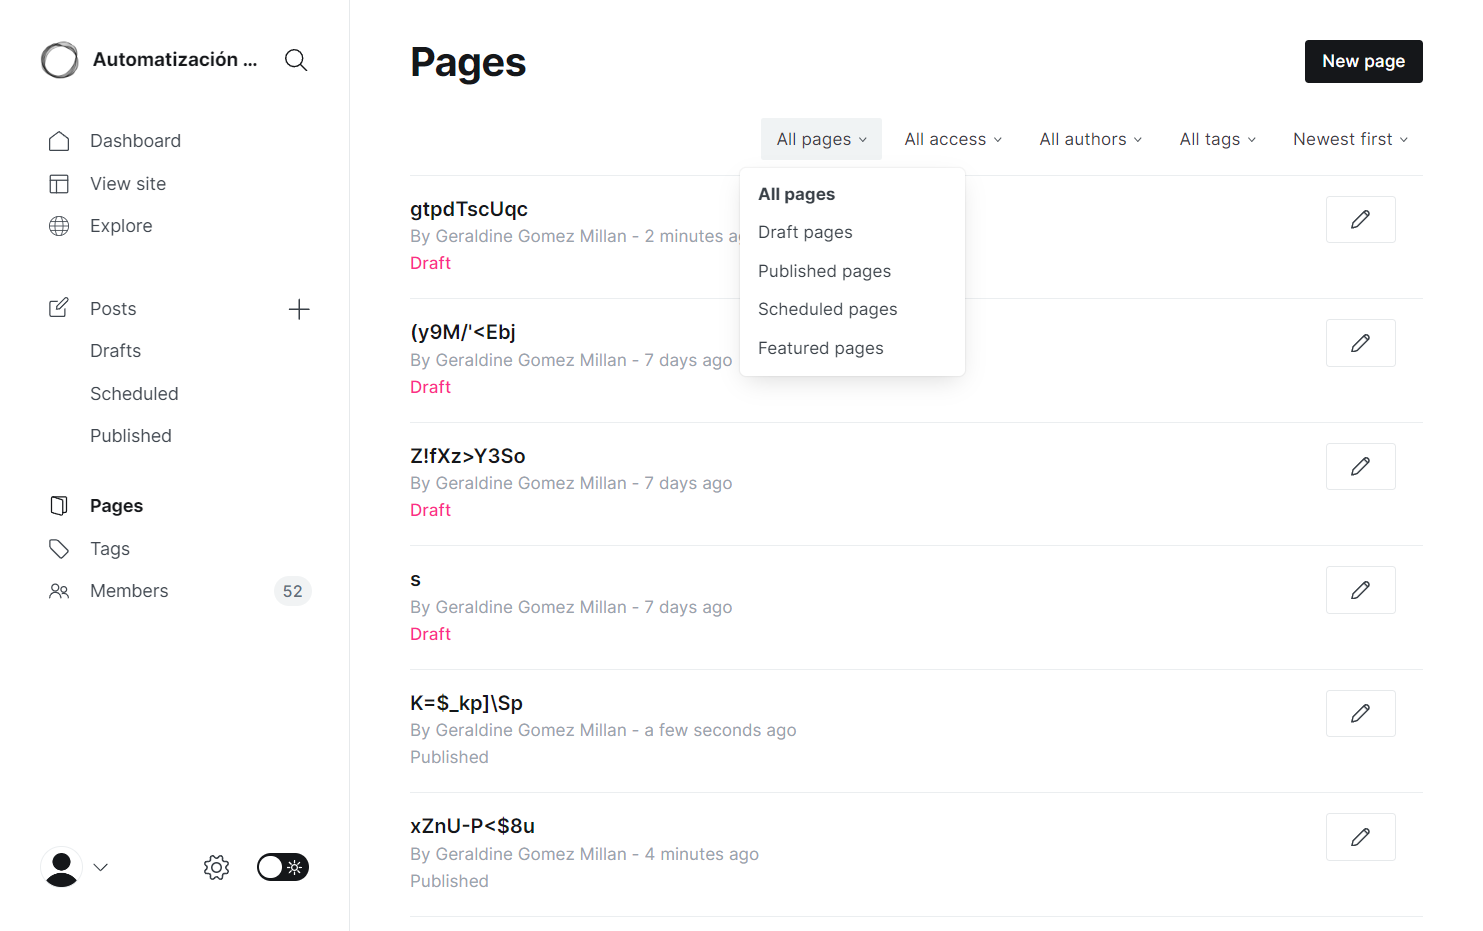 Automatización ...
Dashboard
View site
Explore
Posts
Drafts
Scheduled
Published
Pages
Tags
Members 52
Pages
New page
All pages All access All authors All tags Newest first
All pages
Draft pages
Published pages
Scheduled pages
Featured pages
gtpdTscUqc
By Geraldine Gomez Millan - 2 minutes
Draft
(y9M/'<Ebj
By Geraldine Gomez Millan - 7 days ago
Draft
Z!fXz>Y3So
By Geraldine Gomez Millan - 7 days ago
Draft
s
By Geraldine Gomez Millan - 7 days ago
Draft
K=$_kp]\Sp
By Geraldine Gomez Millan - a few seconds ago
Published
xZnU-P<$8u
By Geraldine Gomez Millan - 4 minutes ago
Published